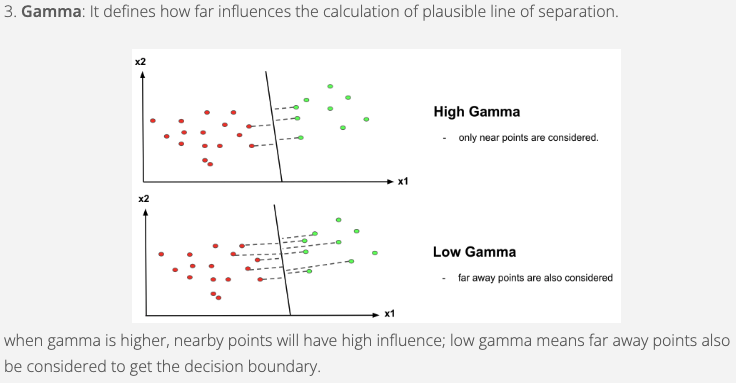 3. Gamma: It defines how far influences the calculation of plausible line of separation.
x2
High Gamma
- only near points are considered.
x1
x2
Low Gamma
- far away points are also considered
x1
when gamma is higher, nearby points will have high influence; low gamma means far away points also
be considered to get the decision boundary.